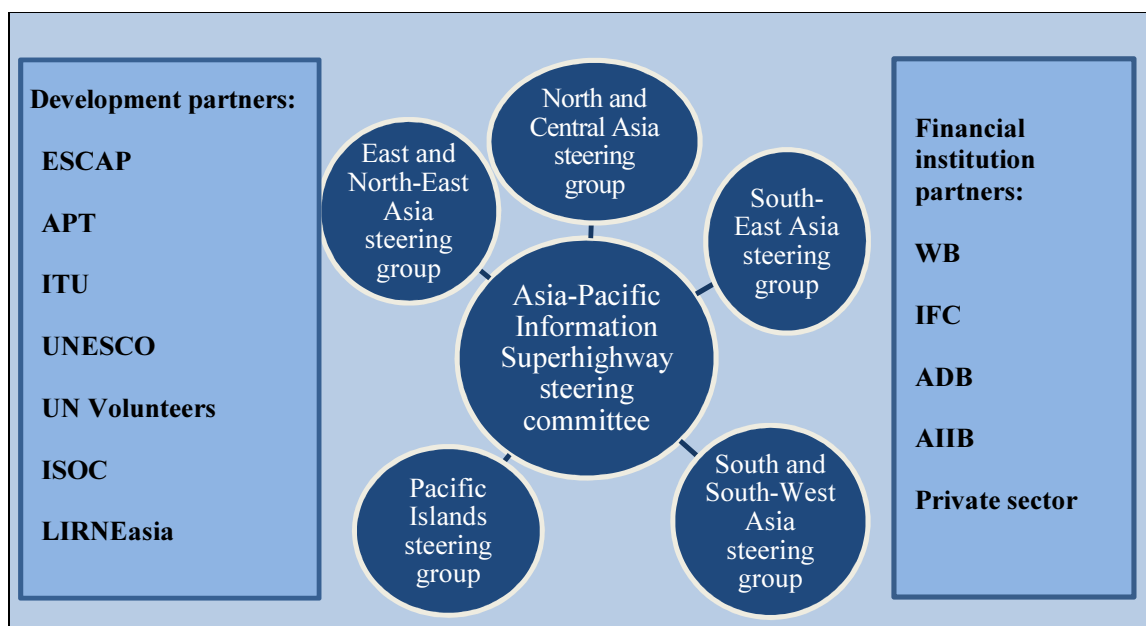 Development partners:
ESCAP
APT
ITU
UNESCO
UN Volunteers
ISOC
LIRNEasia
North and
Central Asia
steering
group
East and
North-East
Asia
steering
group
South-
East Asia
steering
group
Asia-Pacific
Information
Superhighway
steering
committee
Pacific
Islands
steering
group
South and
South-West
Asia
steering
group
Financial
institution
partners:
WB
IFC
ADB
AIIB
Private sector